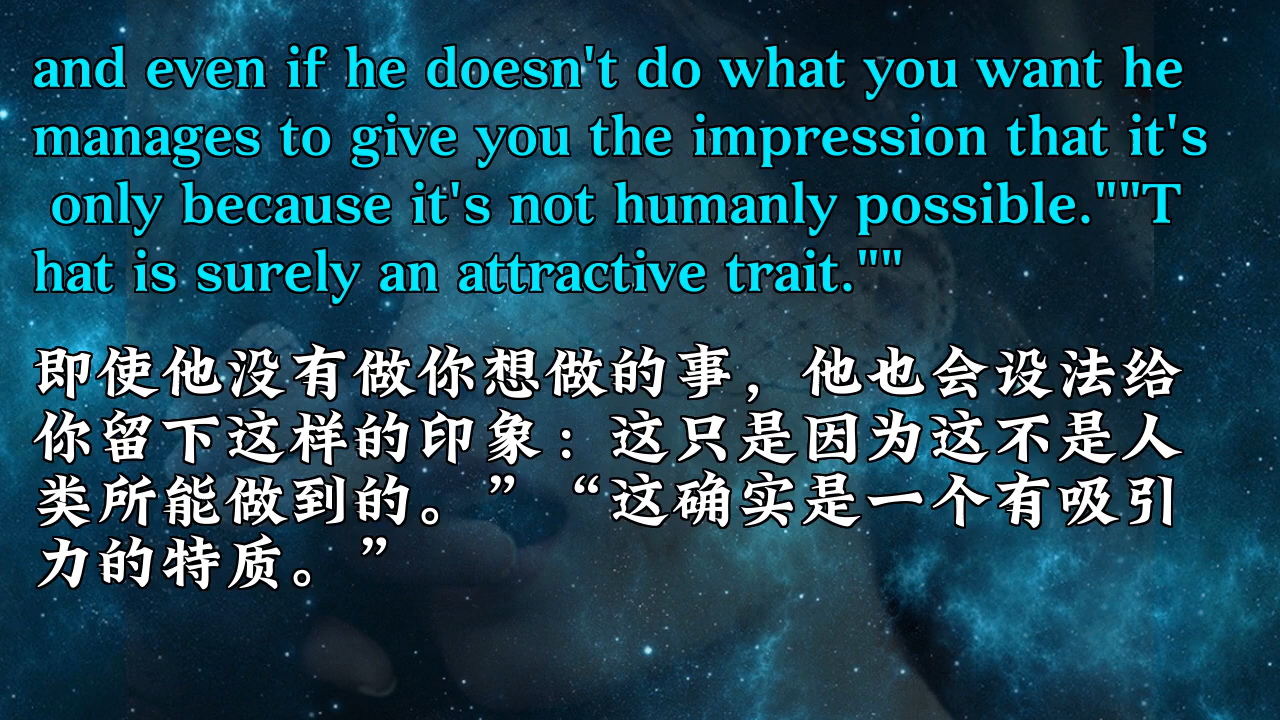 and even if he doesn't do what you want he
manages to give you the impression that it's
only because it's not humanly possible.""T
hat is surely an attractive trait.""
即使他没有做你想做的事，他也会设法给
你留下这样的印象：这只是因为这不是人
类所能做到的。”“这确实是一个有吸引
力的特质。”